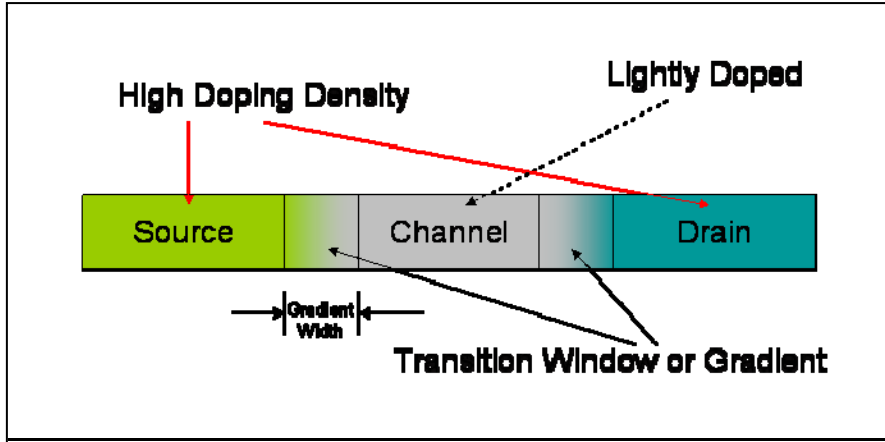 Lightly Doped
High Doping Density
Source
Channel
Drain
Gradient
Width
Transition Window or Gradient